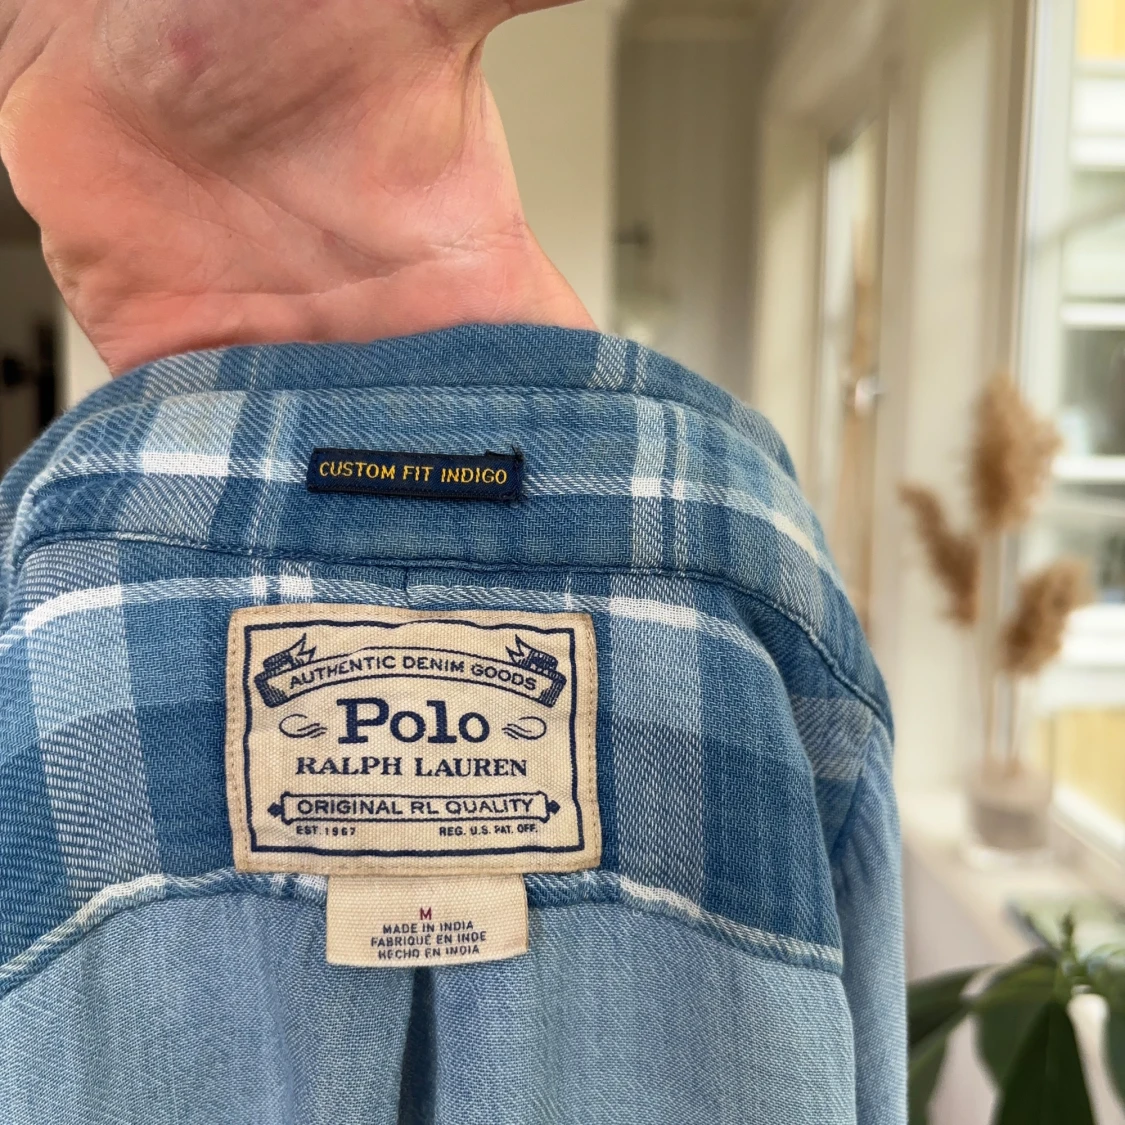 CUSTOM FIT INDIGO
AUTHENTIC DENIM GOODS
Polo
RALPH LAUREN
ORIGINAL RL QUALITY
EST. 1967 REG. U.S. PAT. OFF.
M
MADE IN INDIA
FABRIQUÉ EN INDE
HECHO EN INDIA